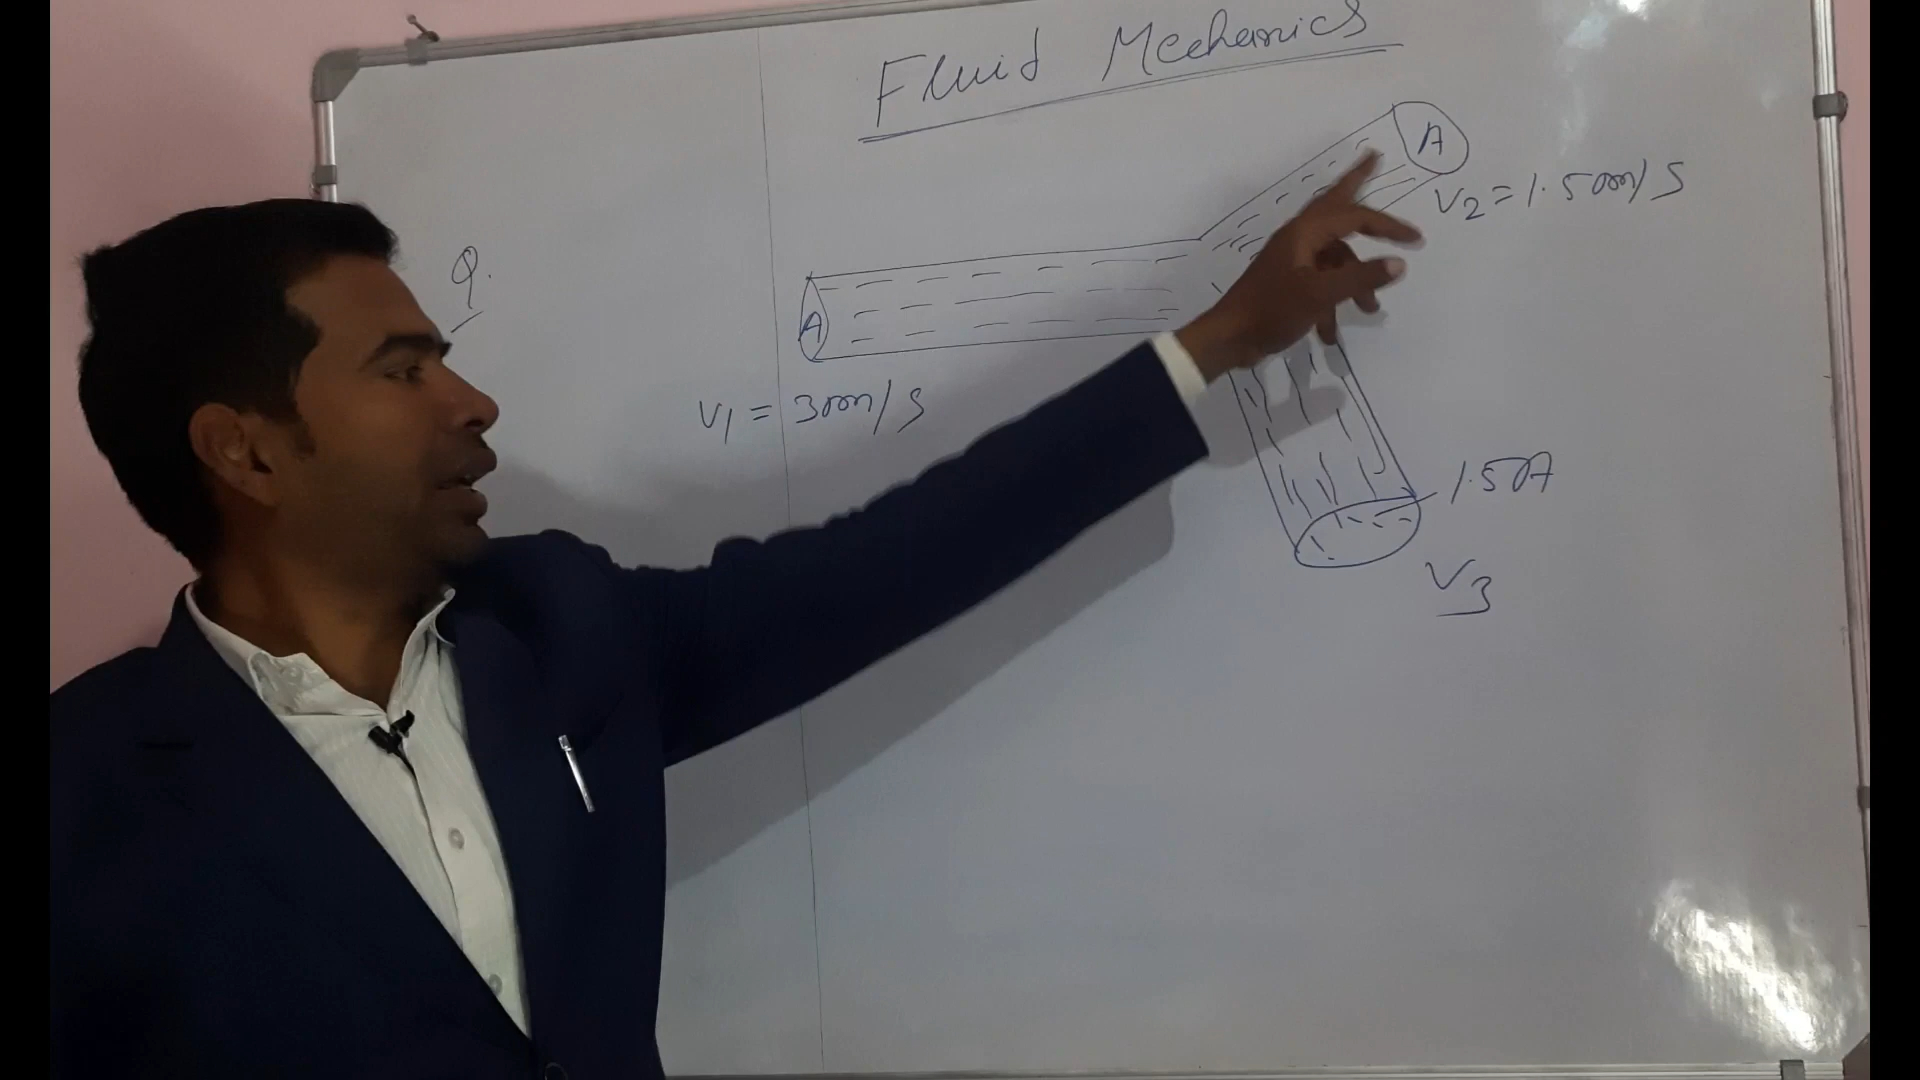 Fluid Mechanics
A
V2 = 1.5 m/s
Q.
A
V1 = 3 m/s
1.5A
V3